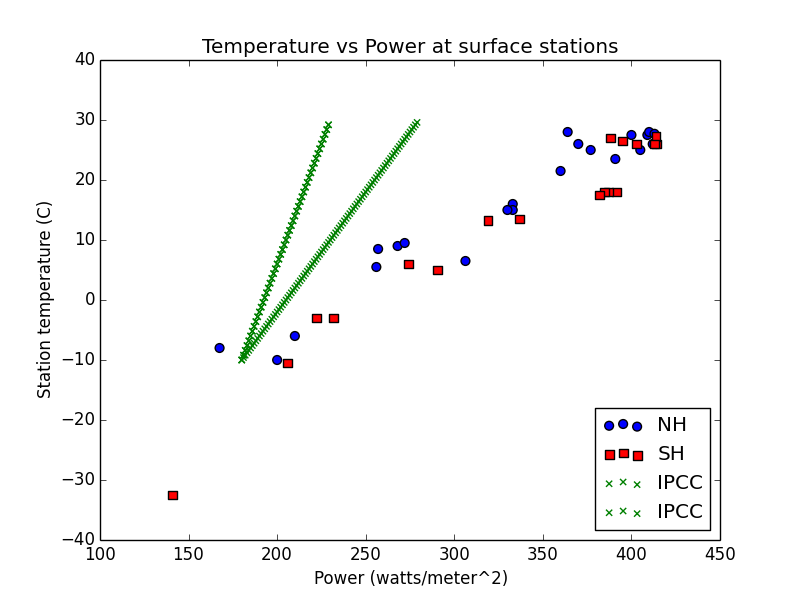 Temperature vs Power at surface stations
40
30
20
10
0
−10
−20
−30
−40
Station temperature (C)
NH
SH
IPCC
IPCC
100 150 200 250 300 350 400 450
Power (watts/meter^2)